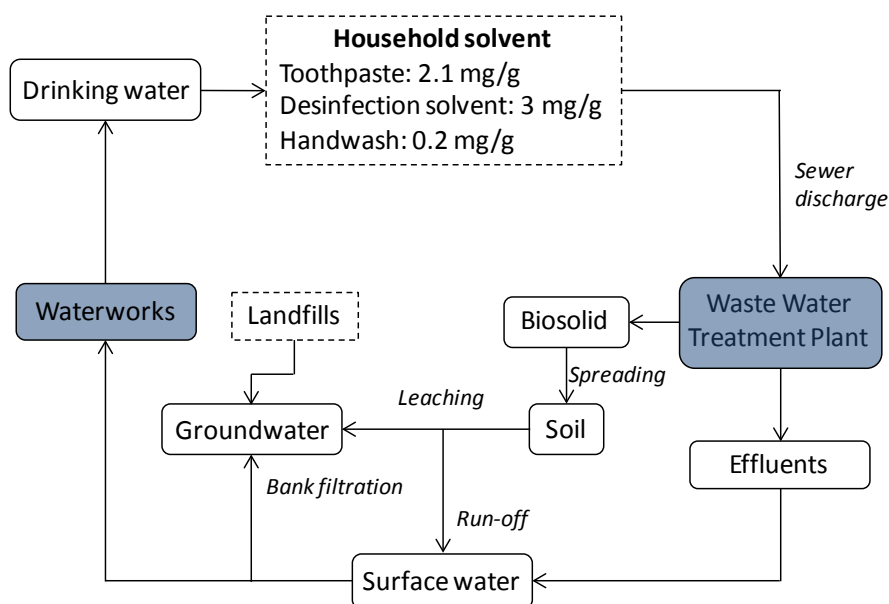 Household solvent
Toothpaste: 2.1 mg/g
Desinfection solvent: 3 mg/g
Handwash: 0.2 mg/g
Drinking water
Sewer
discharge
Waterworks
Landfills
Biosolid
Waste Water
Treatment Plant
Spreading
Leaching
Groundwater
Soil
Effluents
Bank filtration
Run-off
Surface water